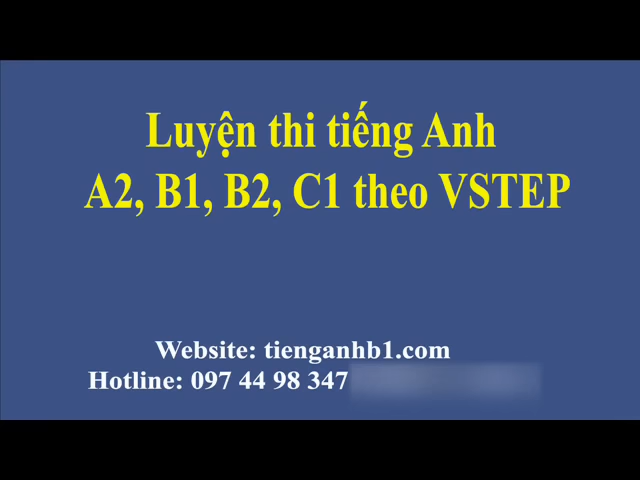 Luyện thi tiếng Anh
A2, B1, B2, C1 theo VSTEP
Website: tienganhb1.com
Hotline: 097 44 98 347